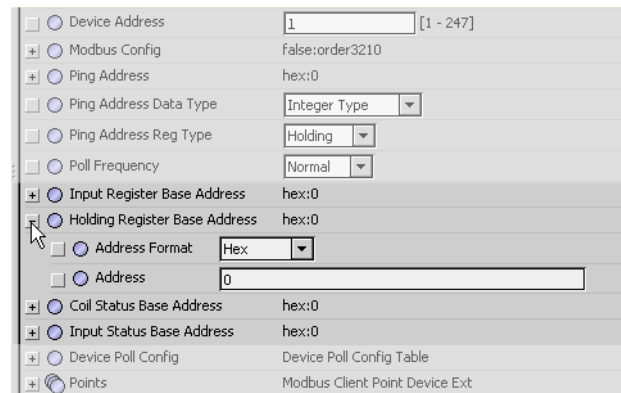 Device Address 1 [1 - 247]
Modbus Config false:order3210
Ping Address hex:0
Ping Address Data Type Integer Type
Ping Address Reg Type Holding
Poll Frequency Normal
Input Register Base Address hex:0
Holding Register Base Address hex:0
Address Format Hex
Address 0
Coil Status Base Address hex:0
Input Status Base Address hex:0
Device Poll Config Device Poll Config Table
Points Modbus Client Point Device Ext